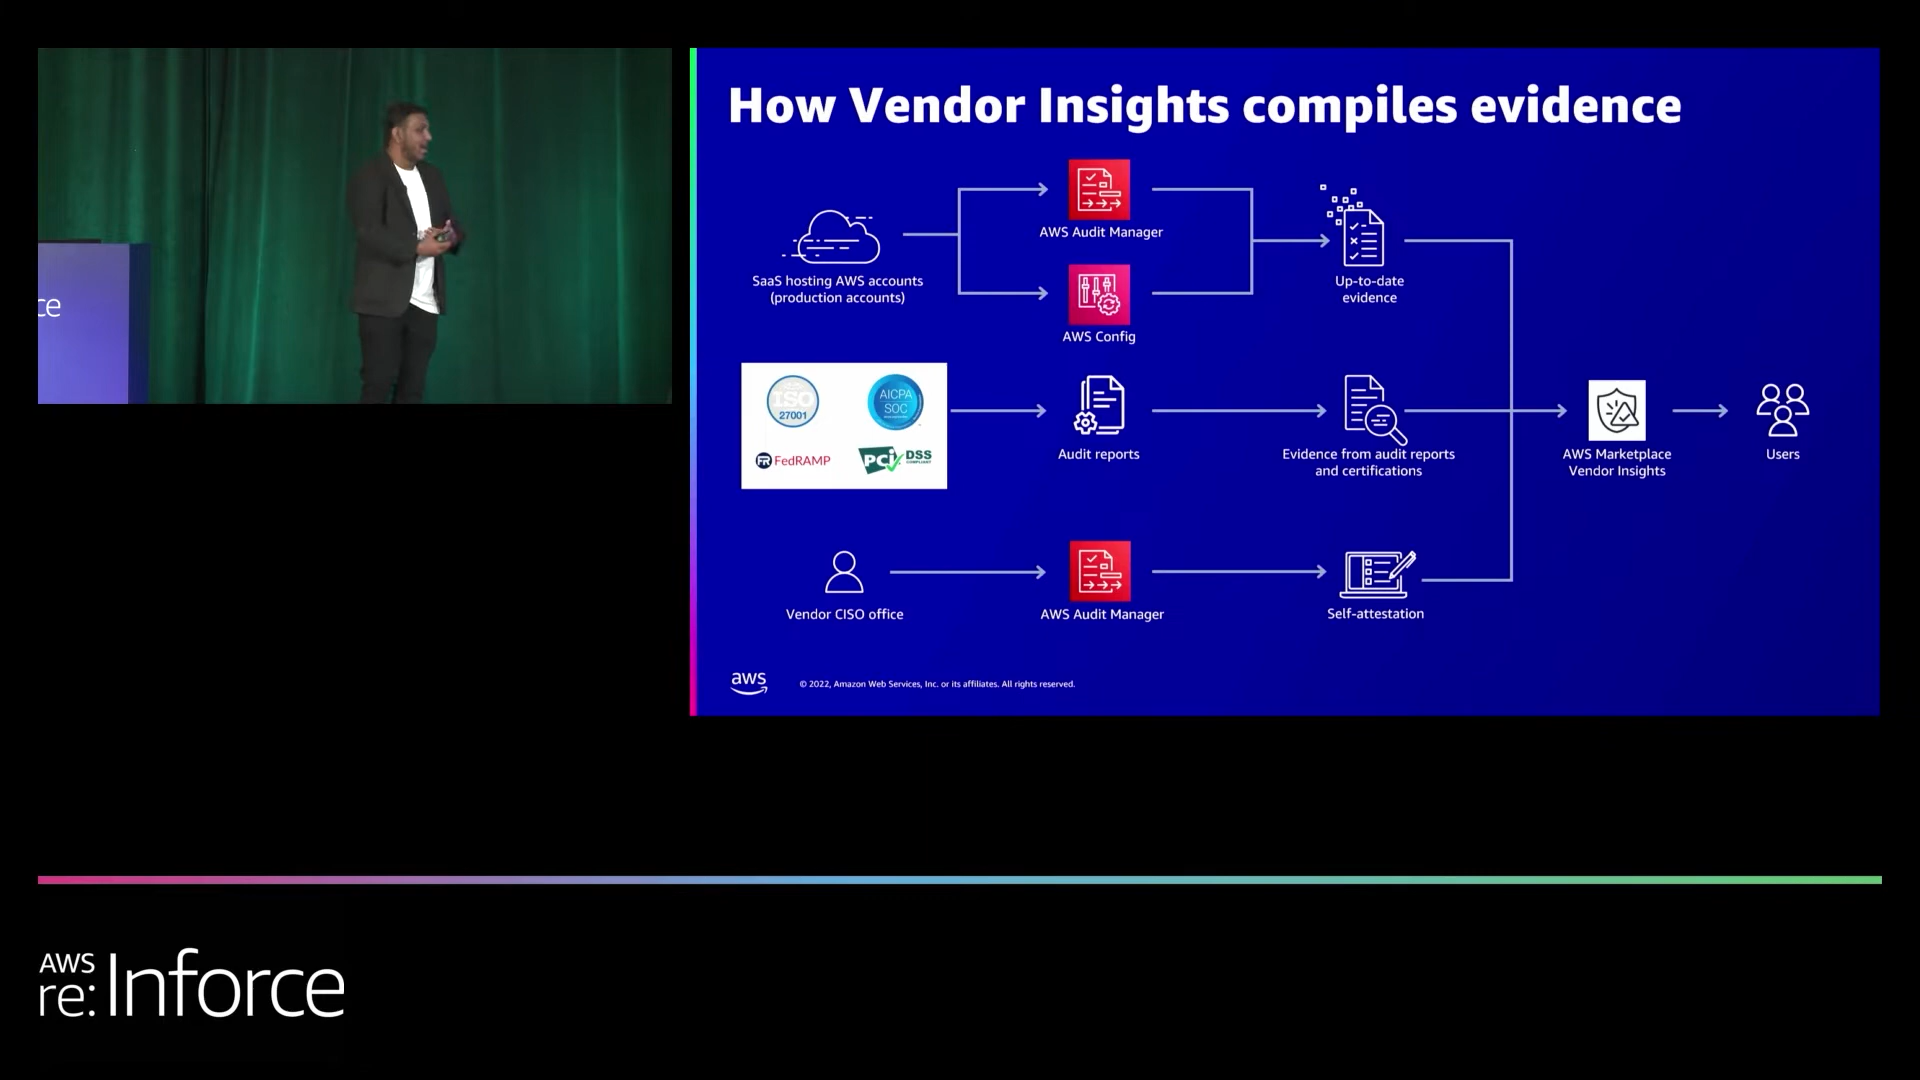 ce
How Vendor Insights compiles evidence
SaaS hosting AWS accounts
(production accounts)
AWS Audit Manager
AWS Config
Up-to-date
evidence
ISO
27001
AICPA
SOC
FR FedRAMP
PCI DSS
COMPLIANT
Audit reports
Evidence from audit reports
and certifications
AWS Marketplace
Vendor Insights
Users
Vendor CISO office
AWS Audit Manager
Self-attestation
aws
© 2022, Amazon Web Services, Inc. or its affiliates. All rights reserved.
AWS
re:Inforce